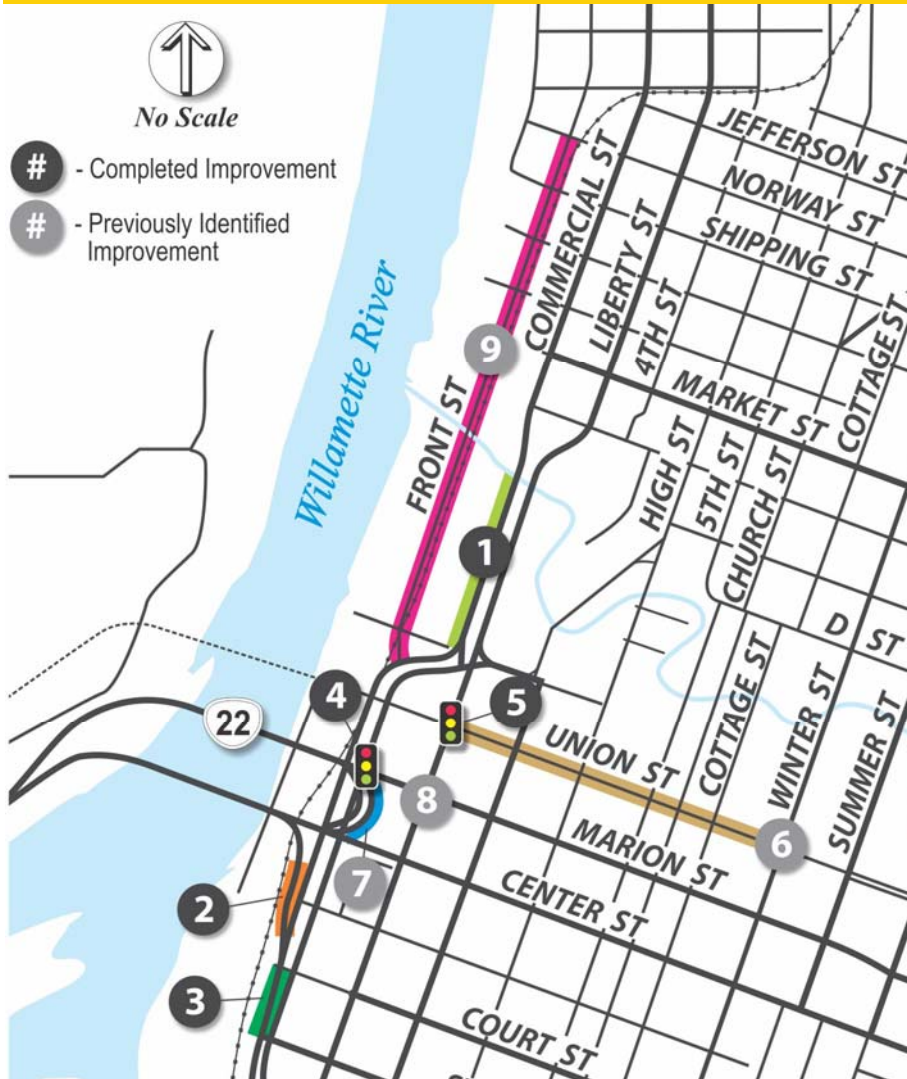 No Scale
# - Completed Improvement
# - Previously Identified
Improvement
Willamette River
FRONT ST
COMMERCIAL ST
LIBERTY ST
4TH ST
JEFFERSON ST
NORWAY ST
SHIPPING ST
COTTAGE ST
MARKET ST
HIGH ST
5TH ST
CHURCH ST
D ST
9
1
4
5
22
UNION ST
COTTAGE ST
WINTER ST
SUMMER ST
8
6
7
MARION ST
CENTER ST
2
3
COURT ST